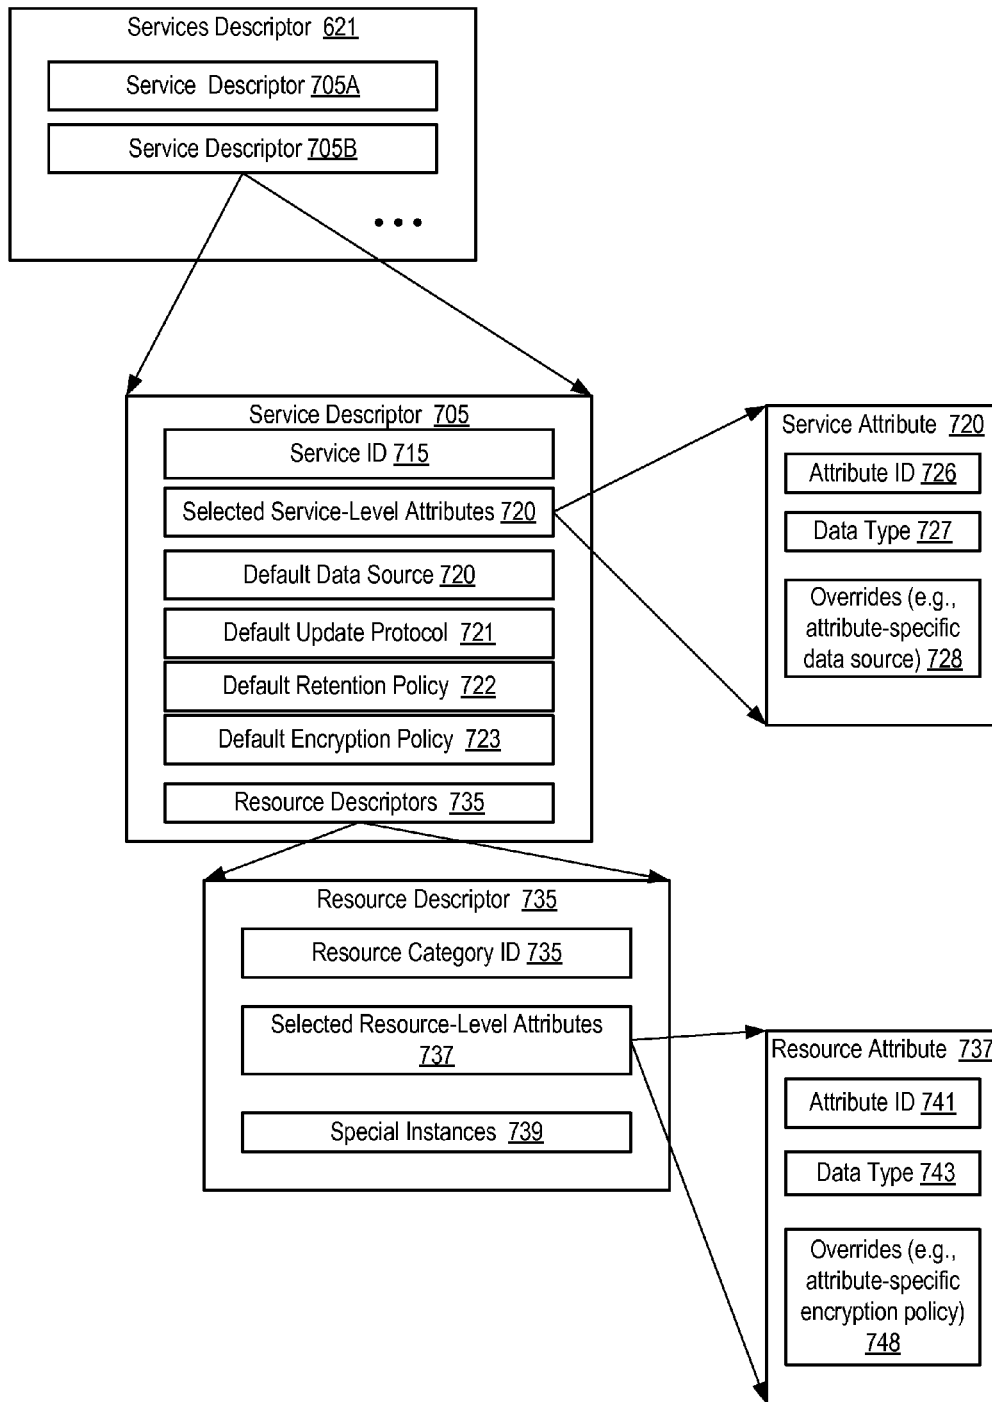 Services Descriptor 621
Service Descriptor 705A
Service Descriptor 705B
Service Descriptor 705
Service ID 715
Selected Service-Level Attributes 720
Default Data Source 720
Default Update Protocol 721
Default Retention Policy 722
Default Encryption Policy 723
Resource Descriptors 735
Service Attribute 720
Attribute ID 726
Data Type 727
Overrides (e.g.,
attribute-specific
data source) 728
Resource Descriptor 735
Resource Category ID 735
Selected Resource-Level Attributes
737
Special Instances 739
Resource Attribute 737
Attribute ID 741
Data Type 743
Overrides (e.g.,
attribute-specific
encryption policy)
748